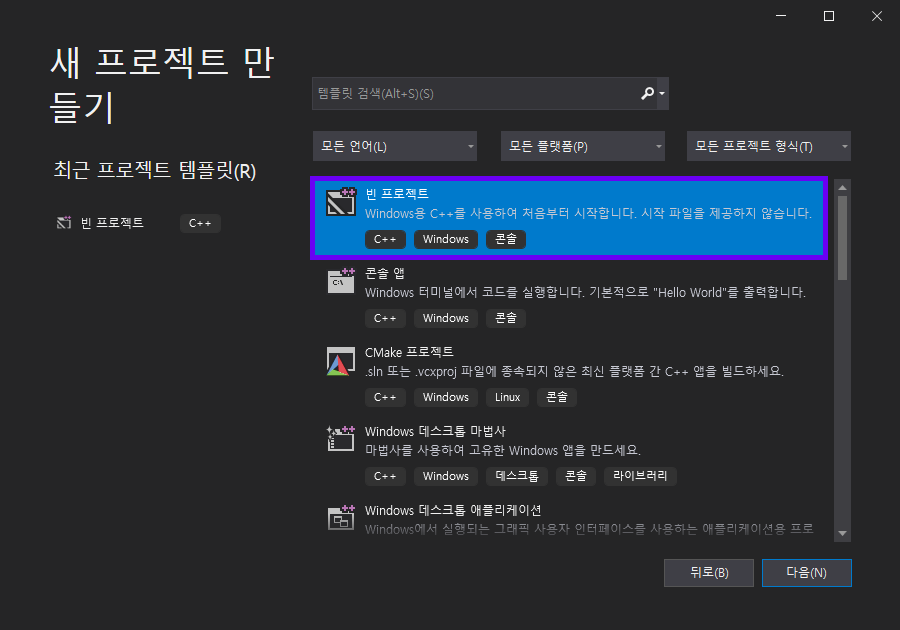 새 프로젝트 만
들기
템플릿 검색(Alt+S)(S)
모든 언어(L)
모든 플랫폼(P)
모든 프로젝트 형식(T)
최근 프로젝트 템플릿(R)
빈 프로젝트 C++
빈 프로젝트
Windows용 C++를 사용하여 처음부터 시작합니다. 시작 파일을 제공하지 않습니다.
C++ Windows 콘솔
콘솔 앱
Windows 터미널에서 코드를 실행합니다. 기본적으로 "Hello World"를 출력합니다.
C++ Windows 콘솔
CMake 프로젝트
.sln 또는 .vcxproj 파일에 종속되지 않은 최신 플랫폼 간 C++ 앱을 빌드하세요.
C++ Windows Linux 콘솔
Windows 데스크톱 마법사
마법사를 사용하여 고유한 Windows 앱을 만드세요.
C++ Windows 데스크톱 콘솔 라이브러리
Windows 데스크톱 애플리케이션
Windows에서 실행되는 그래픽 사용자 인터페이스를 사용하는 애플리케이션용 프로
뒤로(B)
다음(N)